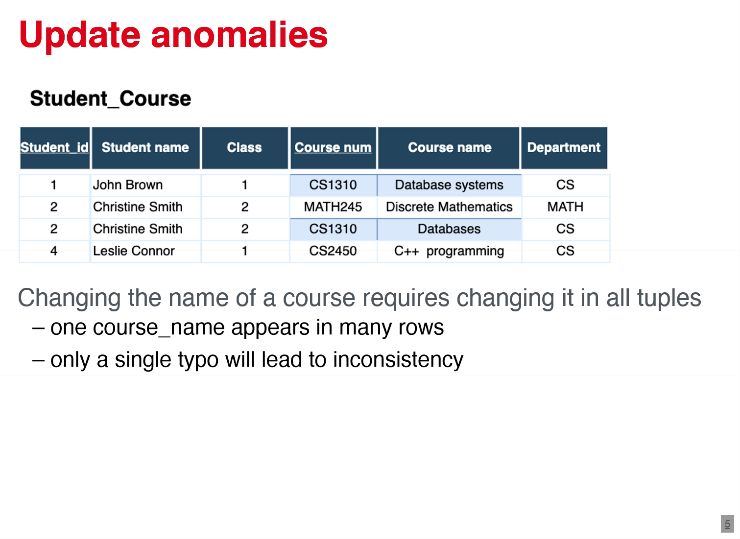 Update anomalies
Student_Course
Student_id Student name Class Course num Course name Department
1 John Brown 1 CS1310 Database systems CS
2 Christine Smith 2 MATH245 Discrete Mathematics MATH
2 Christine Smith 2 CS1310 Databases CS
4 Leslie Connor 1 CS2450 C++ programming CS
Changing the name of a course requires changing it in all tuples
– one course_name appears in many rows
– only a single typo will lead to inconsistency
5